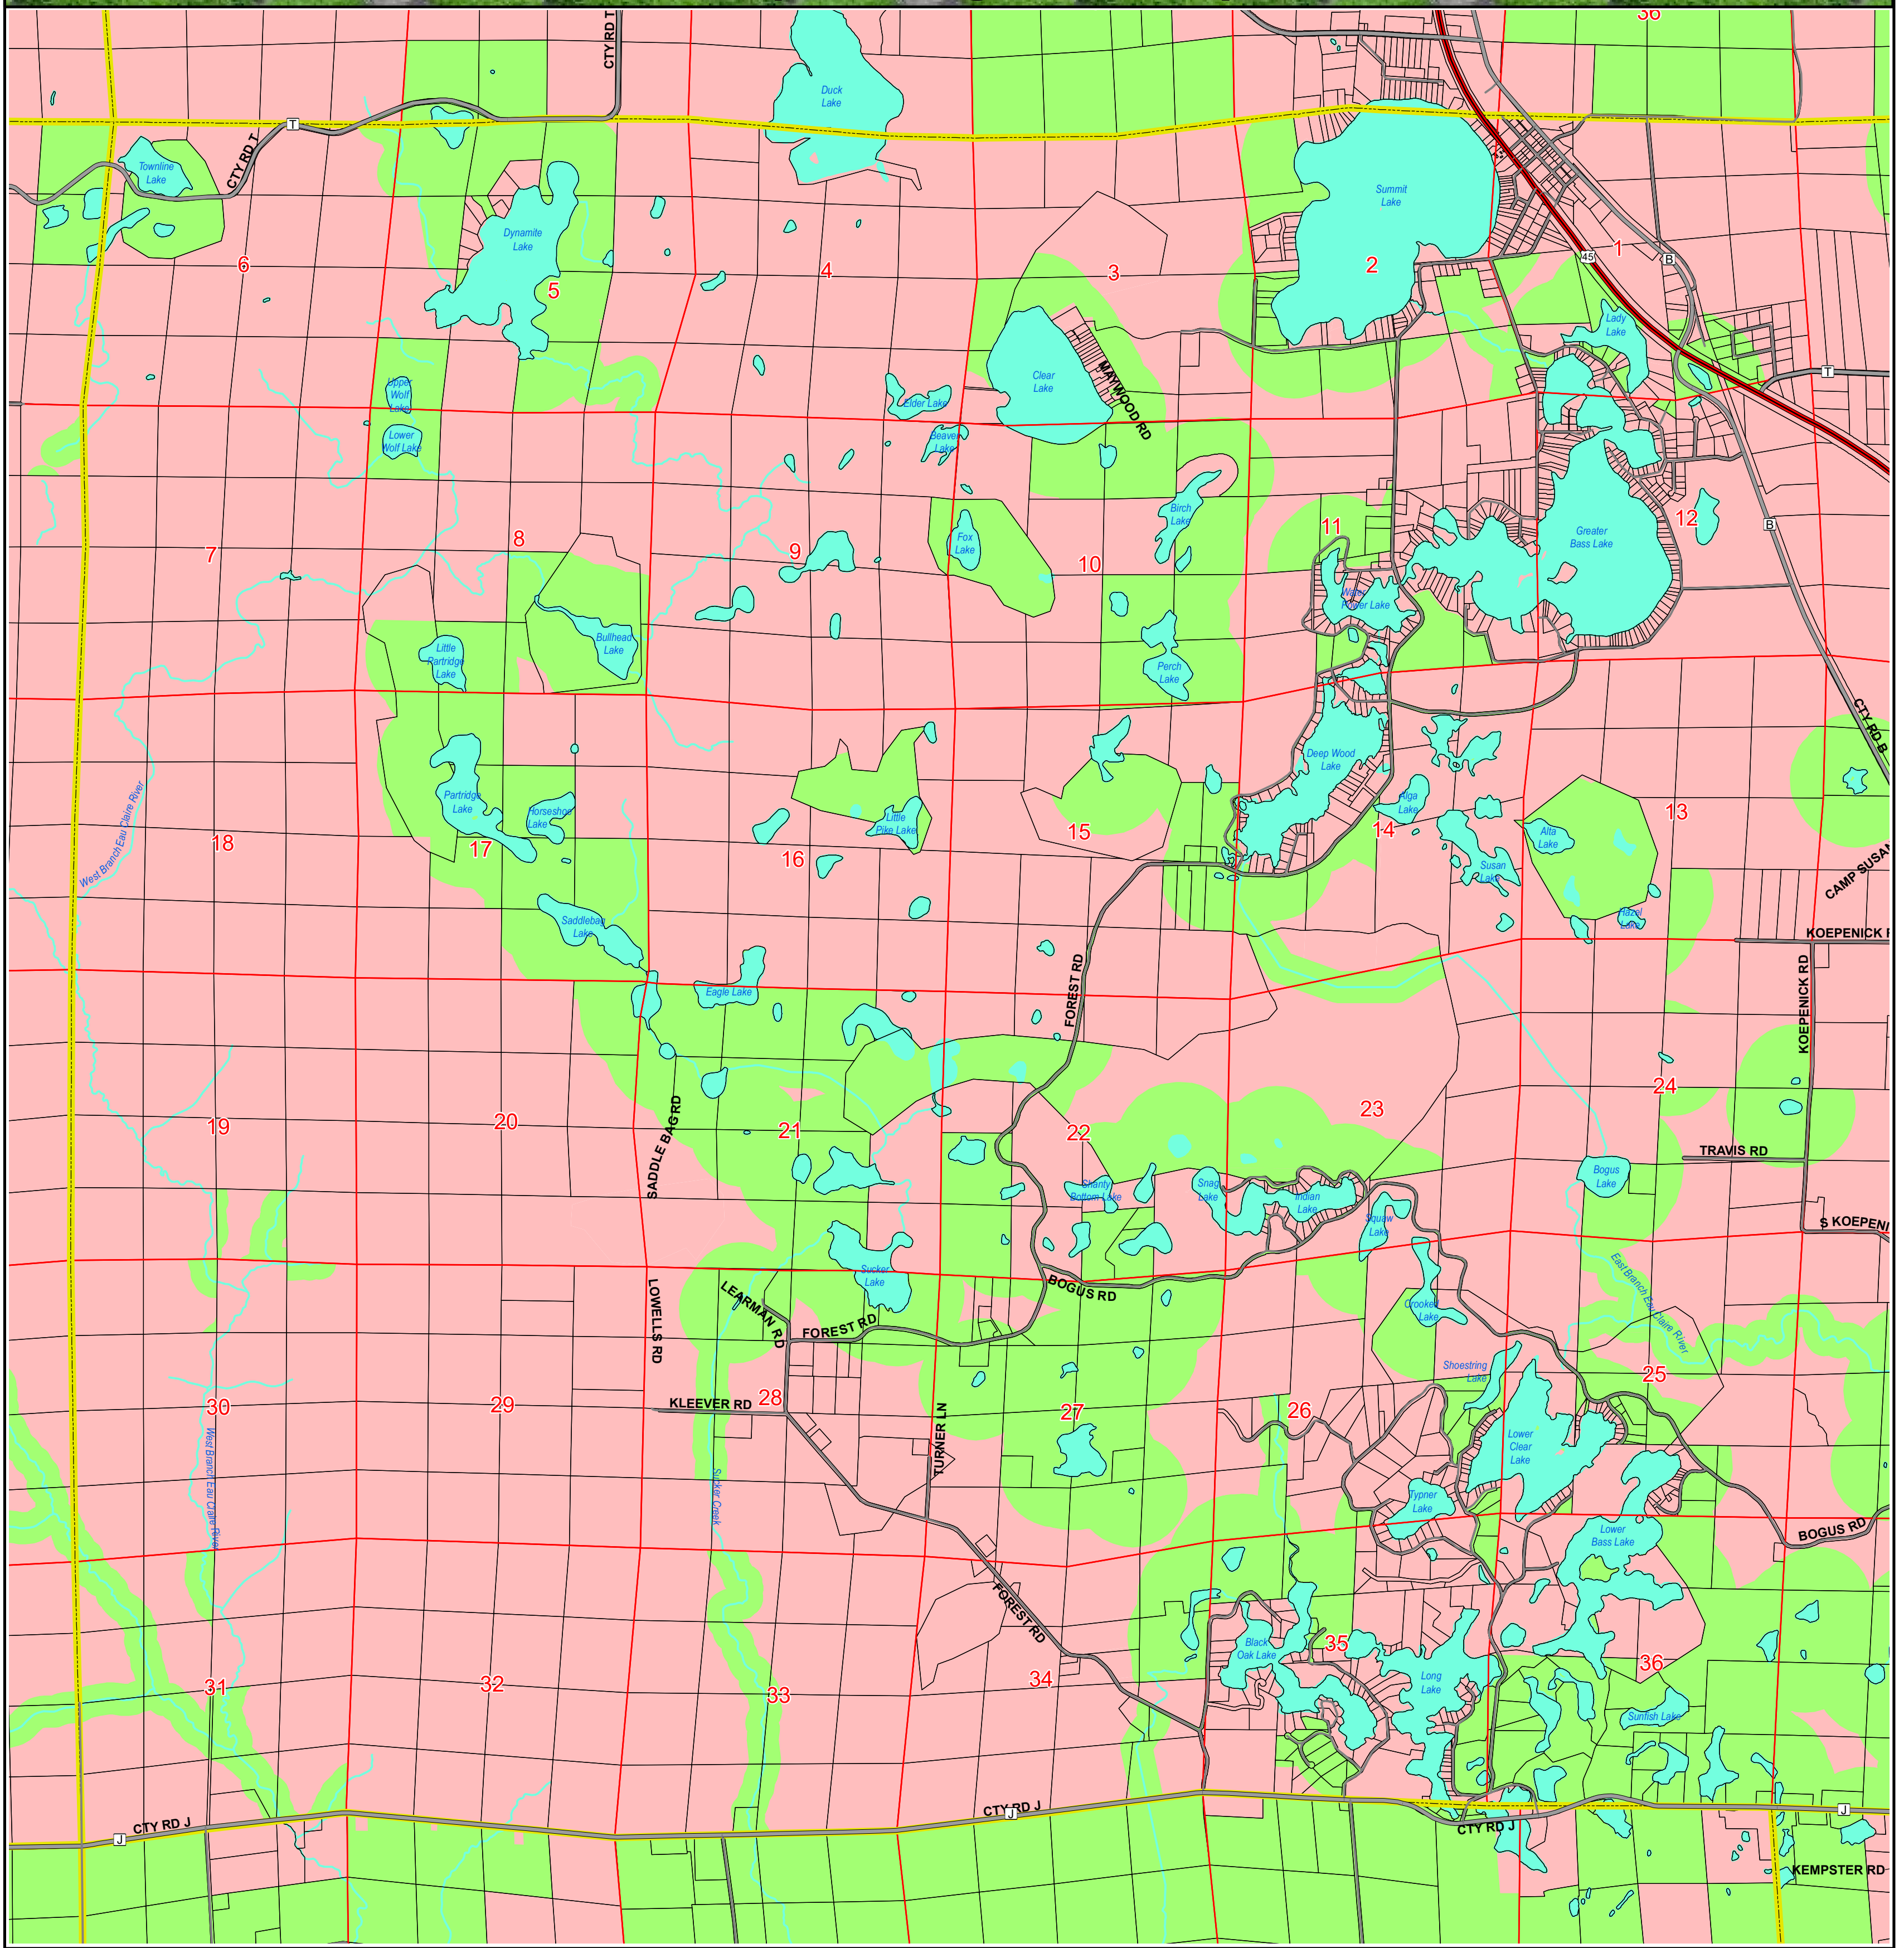 36
CTY RD T
Duck
Lake
T
CTY RD T
Townline
Lake
Summit
Lake
Dynamite
Lake
6
5
4
3
2
1
45
B
Lady
Lake
T
Upper
Wolf
Lake
Elder Lake
Clear
Lake
MAYWOOD RD
Lower
Wolf Lake
Beaver
Lake
Birch
Lake
Fox
Lake
Greater
Bass Lake
7
8
9
10
11
12
B
Water
Power Lake
Bullhead
Lake
Little
Partridge
Lake
Perch
Lake
CTY RD B
Deep Wood
Lake
West Branch Eau Claire River
Partridge
Lake
Horseshoe
Lake
Little
Pike Lake
Alga
Lake
Alta
Lake
Susan
Lake
18
17
16
15
14
13
CAMP SUSAN
Hazel
Lake
Saddlebag
Lake
KOEPENICK R
KOEPENICK RD
Eagle Lake
FOREST RD
19
20
21
22
23
24
SADDLE BAG RD
TRAVIS RD
Shanty
Bottom Lake
Snag
Lake
Indian
Lake
Squaw
Lake
Bogus
Lake
S KOEPENI
Sucker
Lake
BOGUS RD
East Branch Eau Claire River
LOWELLS RD
LEARMAN RD
FOREST RD
Crooked
Lake
Shoestring
Lake
30
29
28
27
26
25
KLEEVER RD
TURNER LN
Lower
Clear
Lake
West Branch Eau Claire River
Sucker Creek
Typner
Lake
Lower
Bass Lake
BOGUS RD
FOREST RD
Black
Oak Lake
Long
Lake
Sunfish Lake
31
32
33
34
35
36
CTY RD J
J
CTY RD J
J
CTY RD J
J
KEMPSTER RD